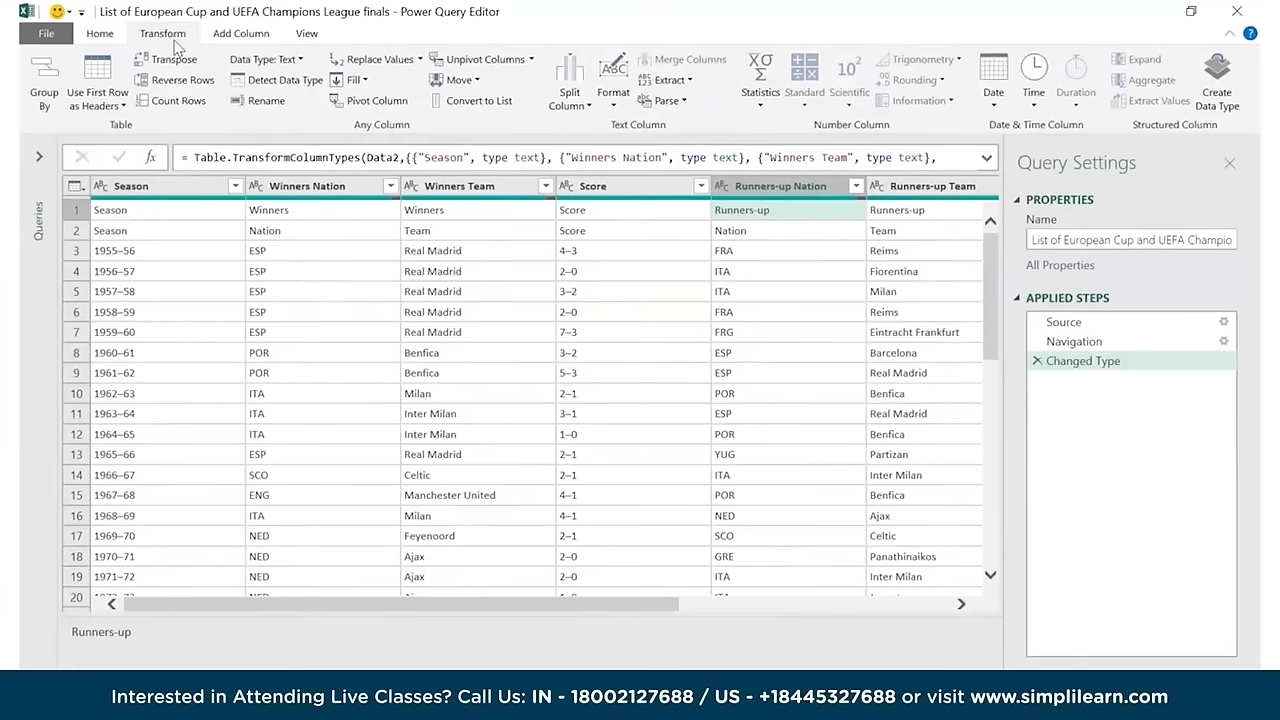 List of European Cup and UEFA Champions League finals - Power Query Editor
File Home Transform Add Column View
Group By
Use First Row as Headers
Transpose
Reverse Rows
Count Rows
Table
Data Type: Text
Detect Data Type
Rename
Replace Values
Fill
Pivot Column
Unpivot Columns
Move
Convert to List
Any Column
Split Column
Format
ABC
Merge Columns
Extract
Parse
Text Column
Statistics
Standard
Scientific
Trigonometry
Rounding
Information
Number Column
Date
Time
Duration
Date & Time Column
Expand
Aggregate
Extract Values
Create Data Type
Structured Column
Queries
fx = Table.TransformColumnTypes(Data2,{{"Season", type text}, {"Winners Nation", type text}, {"Winners Team", type text},
Season Winners Nation Winners Team Score Runners-up Nation Runners-up Team
1 Season Winners Winners Score Runners-up Runners-up
2 Season Nation Team Score Nation Team
3 1955–56 ESP Real Madrid 4–3 FRA Reims
4 1956–57 ESP Real Madrid 2–0 ITA Fiorentina
5 1957–58 ESP Real Madrid 3–2 ITA Milan
6 1958–59 ESP Real Madrid 2–0 FRA Reims
7 1959–60 ESP Real Madrid 7–3 FRG Eintracht Frankfurt
8 1960–61 POR Benfica 3–2 ESP Barcelona
9 1961–62 POR Benfica 5–3 ESP Real Madrid
10 1962–63 ITA Milan 2–1 POR Benfica
11 1963–64 ITA Inter Milan 3–1 ESP Real Madrid
12 1964–65 ITA Inter Milan 1–0 POR Benfica
13 1965–66 ESP Real Madrid 2–1 YUG Partizan
14 1966–67 SCO Celtic 2–1 ITA Inter Milan
15 1967–68 ENG Manchester United 4–1 POR Benfica
16 1968–69 ITA Milan 4–1 NED Ajax
17 1969–70 NED Feyenoord 2–1 SCO Celtic
18 1970–71 NED Ajax 2–0 GRE Panathinaikos
19 1971–72 NED Ajax 2–0 ITA Inter Milan
20
Runners-up
Query Settings
PROPERTIES
Name
List of European Cup and UEFA Champio
All Properties
APPLIED STEPS
Source
Navigation
Changed Type
Interested in Attending Live Classes? Call Us: IN - 18002127688 / US - +18445327688 or visit www.simplilearn.com